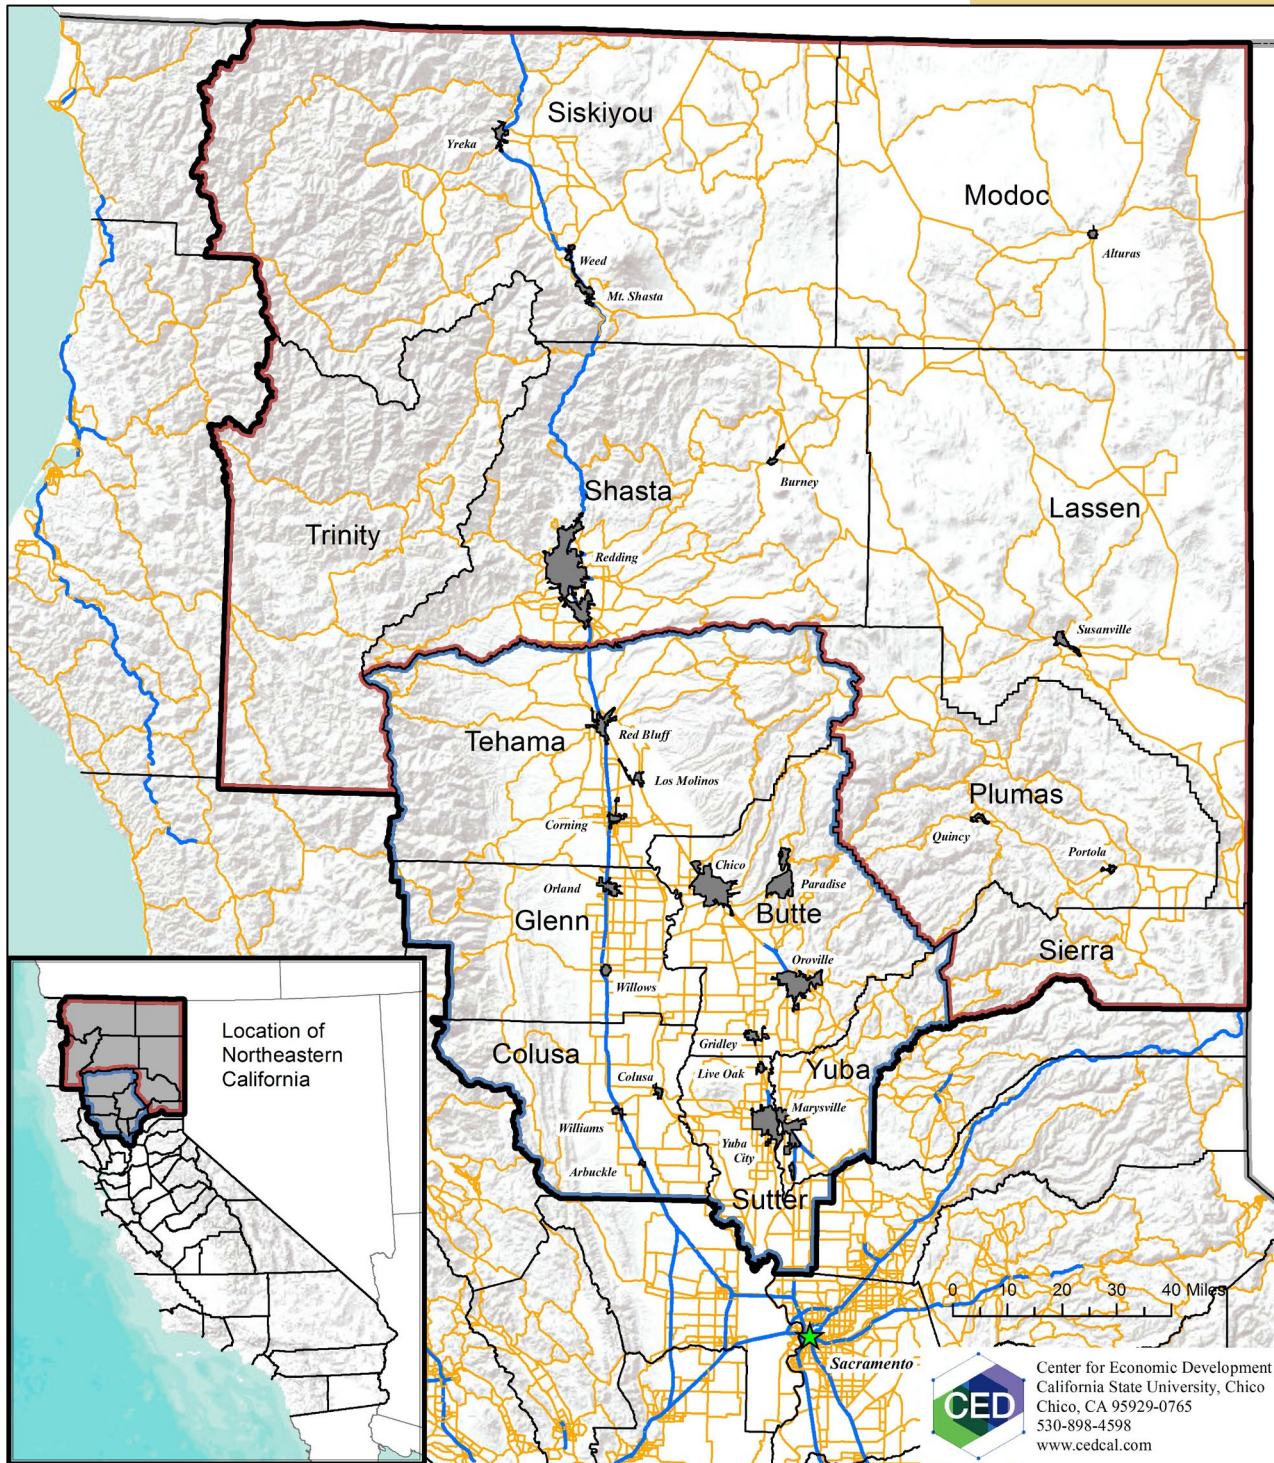 Siskiyou
Yreka
Modoc
Alturas
Weed
Mt. Shasta
Burney
Shasta
Lassen
Trinity
Redding
Susanville
Tehama
Red Bluff
Los Molinos
Plumas
Corning
Quincy
Portola
Chico
Orland
Paradise
Glenn
Butte
Sierra
Oroville
Willows
Location of
Northeastern
California
Gridley
Colusa
Live Oak
Yuba
Colusa
Marysville
Williams
Yuba
City
Arbuckle
Sutter
0 10 20 30 40 Miles
Sacramento
CED
Center for Economic Development
California State University, Chico
Chico, CA 95929-0765
530-898-4598
www.cedcal.com